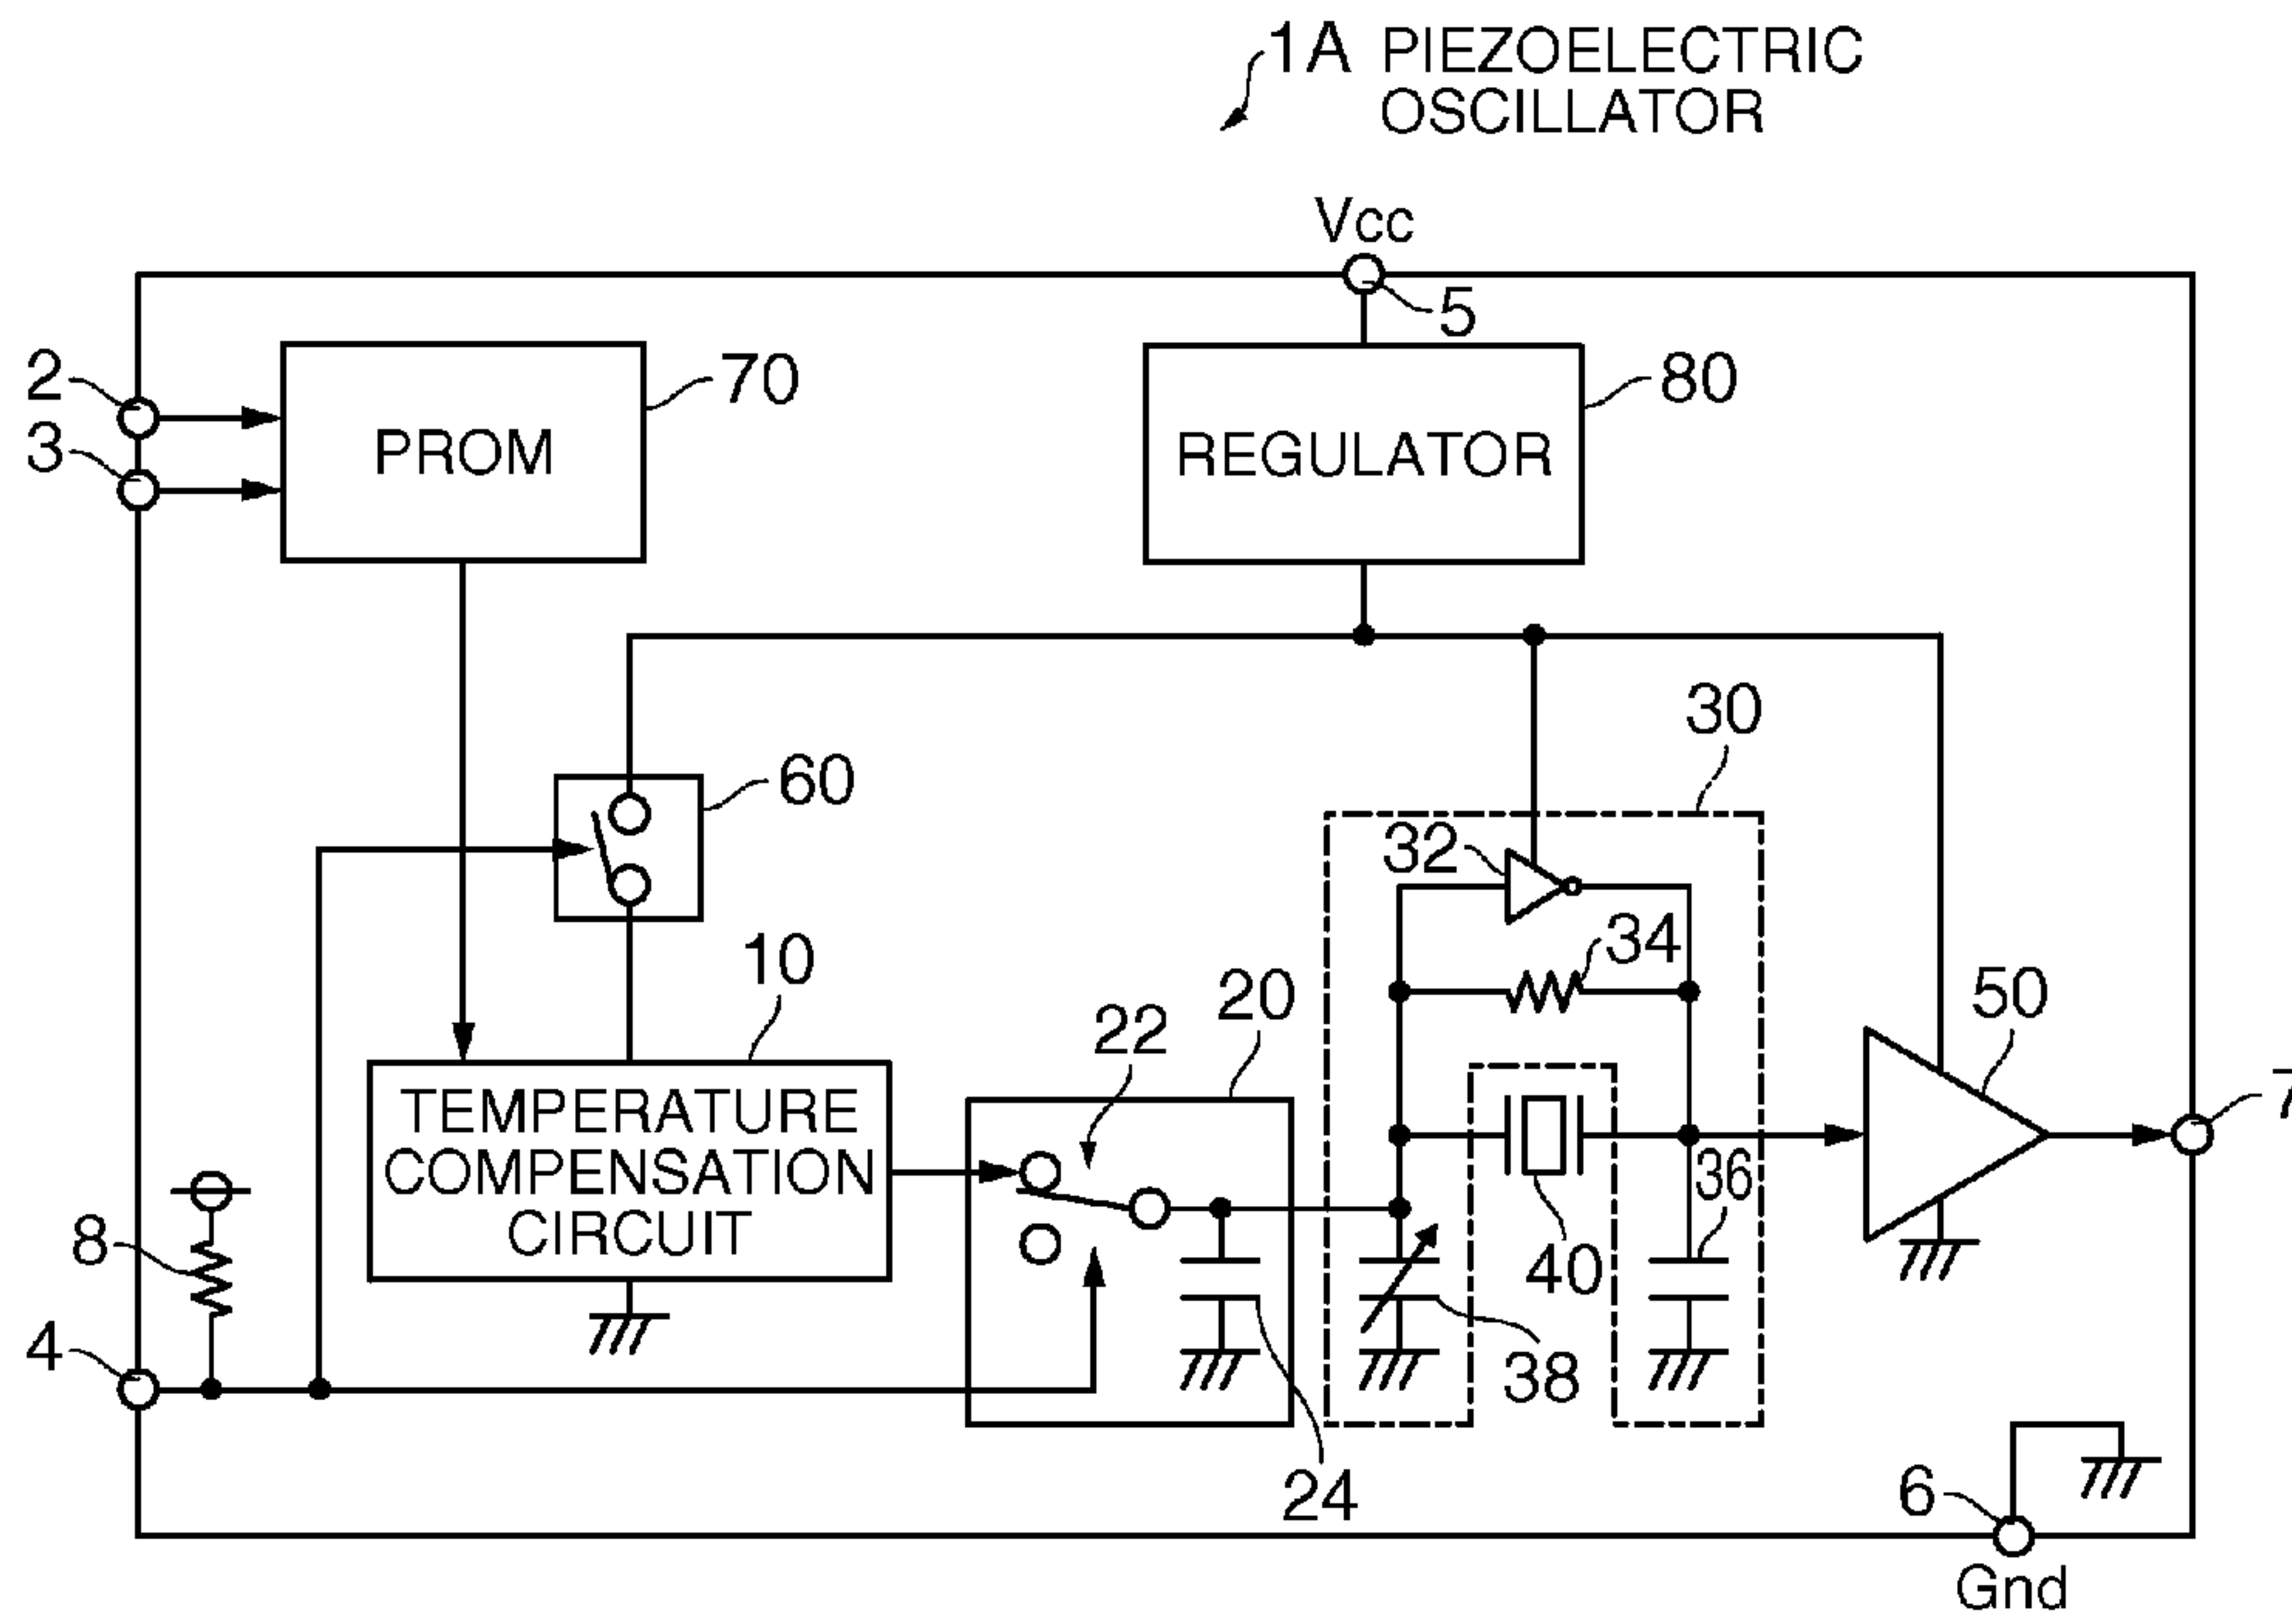 1A PIEZOELECTRIC
OSCILLATOR
Vcc
5
2
70
80
3
PROM
REGULATOR
30
60
32
34
10
20
50
22
7
TEMPERATURE
COMPENSATION
CIRCUIT
36
8
40
4
38
24
6
Gnd